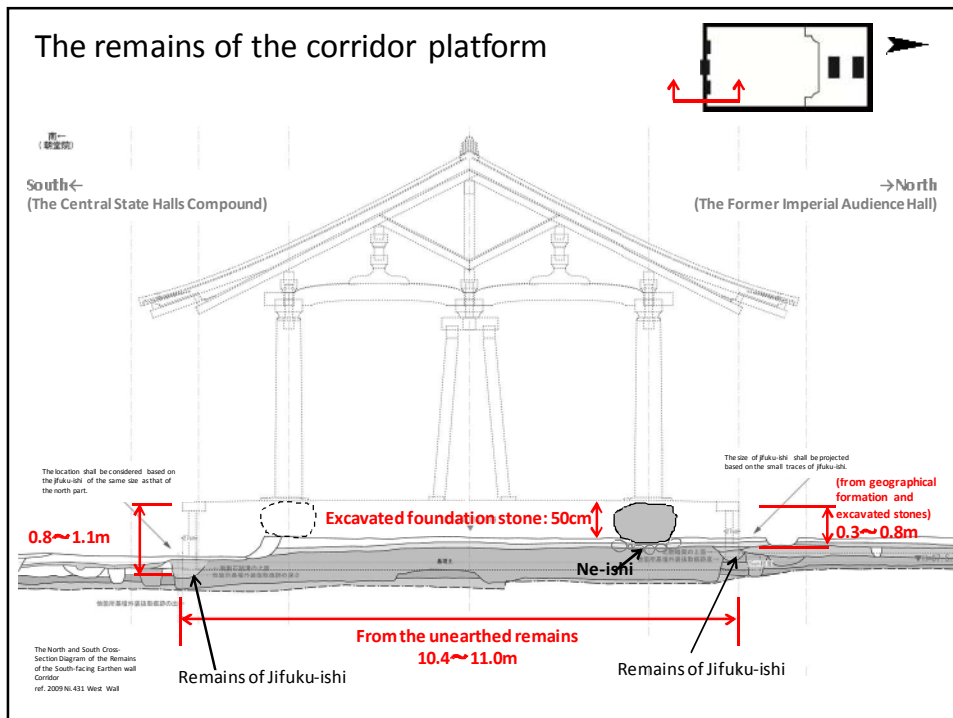 The remains of the corridor platform
南←
（朝堂院）
South←
(The Central State Halls Compound)
→North
(The Former Imperial Audience Hall)
The location shall be considered based on
the jifuku-ishi of the same size as that of
the north part.
The size of jifuku-ishi shall be projected
based on the small traces of jifuku-ishi.
(from geographical
formation and
excavated stones)
0.3〜0.8m
0.8〜1.1m
Excavated foundation stone: 50cm
Ne-ishi
From the unearthed remains
10.4〜11.0m
Remains of Jifuku-ishi
Remains of Jifuku-ishi
The North and South Cross-
Section Diagram of the Remains
of the South-facing Earthen wall
Corridor
ref. 2009 Ni.431 West Wall